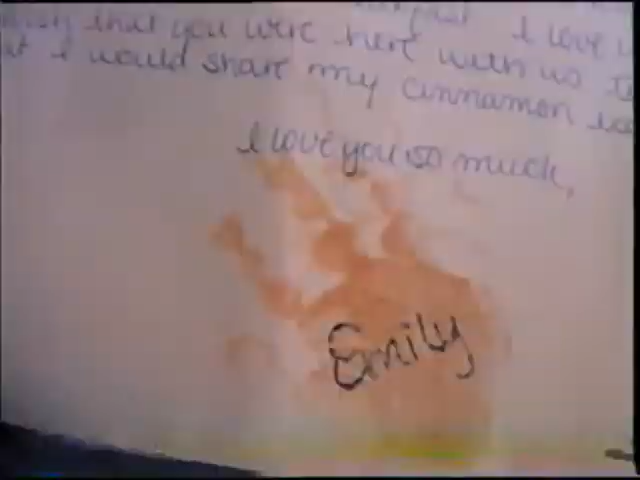 I love
that you were here with us
I would share my cinnamon
I love you so much,
Emily